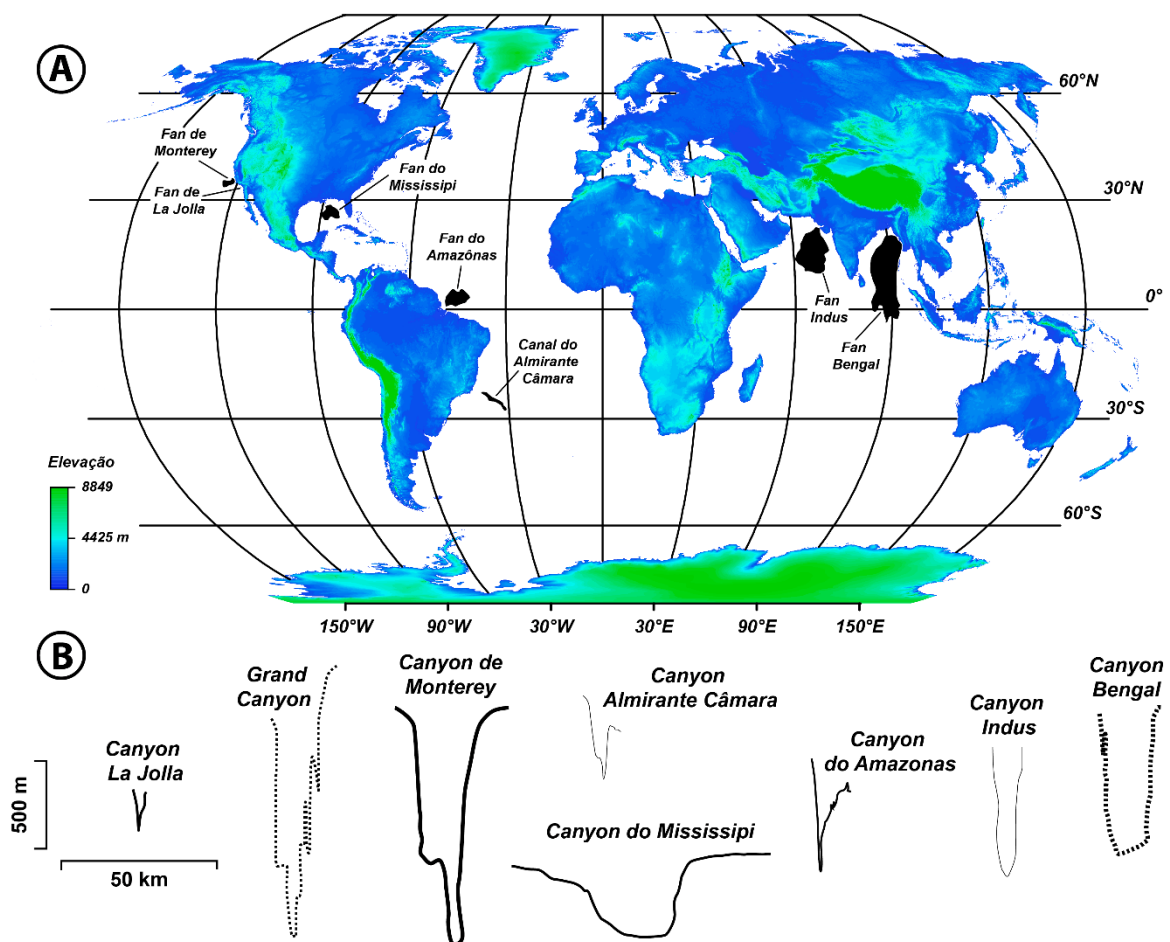 A
60°N
Fan de
Monterey
Fan de
La Jolla
Fan do
Mississipi
30°N
Fan do
Amazônas
Fan
Indus
Fan
Bengal
0°
Canal do
Almirante
Câmara
30°S
Elevação
8849
4425 m
0
60°S
150°W
90°W
30°W
30°E
90°E
150°E
B
Grand
Canyon
Canyon de
Monterey
Canyon
Almirante Câmara
Canyon
Bengal
Canyon
Indus
Canyon
La Jolla
Canyon
do Amazonas
500 m
Canyon do Mississipi
50 km